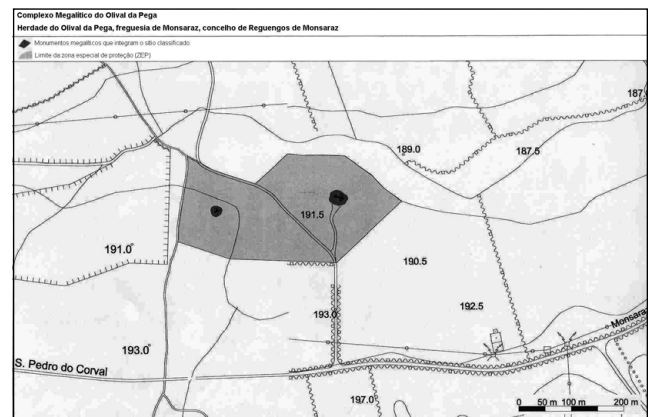 Complexo Megalítico do Olival da Pega
Herdade do Olival da Pega, freguesia de Monsaraz, concelho de Reguengos de Monsaraz
Monumentos megalíticos que integram o sítio classificado
Limite da zona especial de proteção (ZEP)
187
189.0
187.5
191.5
191.0
190.5
192.5
193.0
Monsaraz
193.0
S. Pedro do Corval
197.0
0 50 m 100 m 200 m